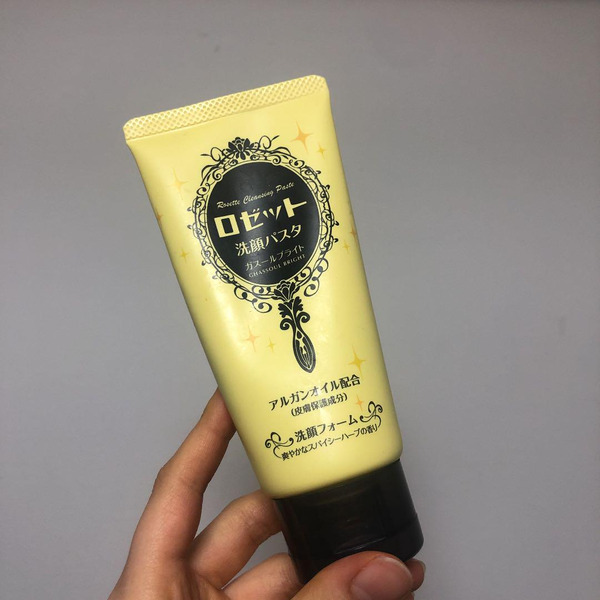 Rosette Cleansing Paste
ロゼット
洗顔パスタ
ガスールブライト
GHASSOUL BRIGHT
アルガンオイル配合
(皮膚保護成分)
洗顔フォーム
爽やかなスパイシーハーブの香り